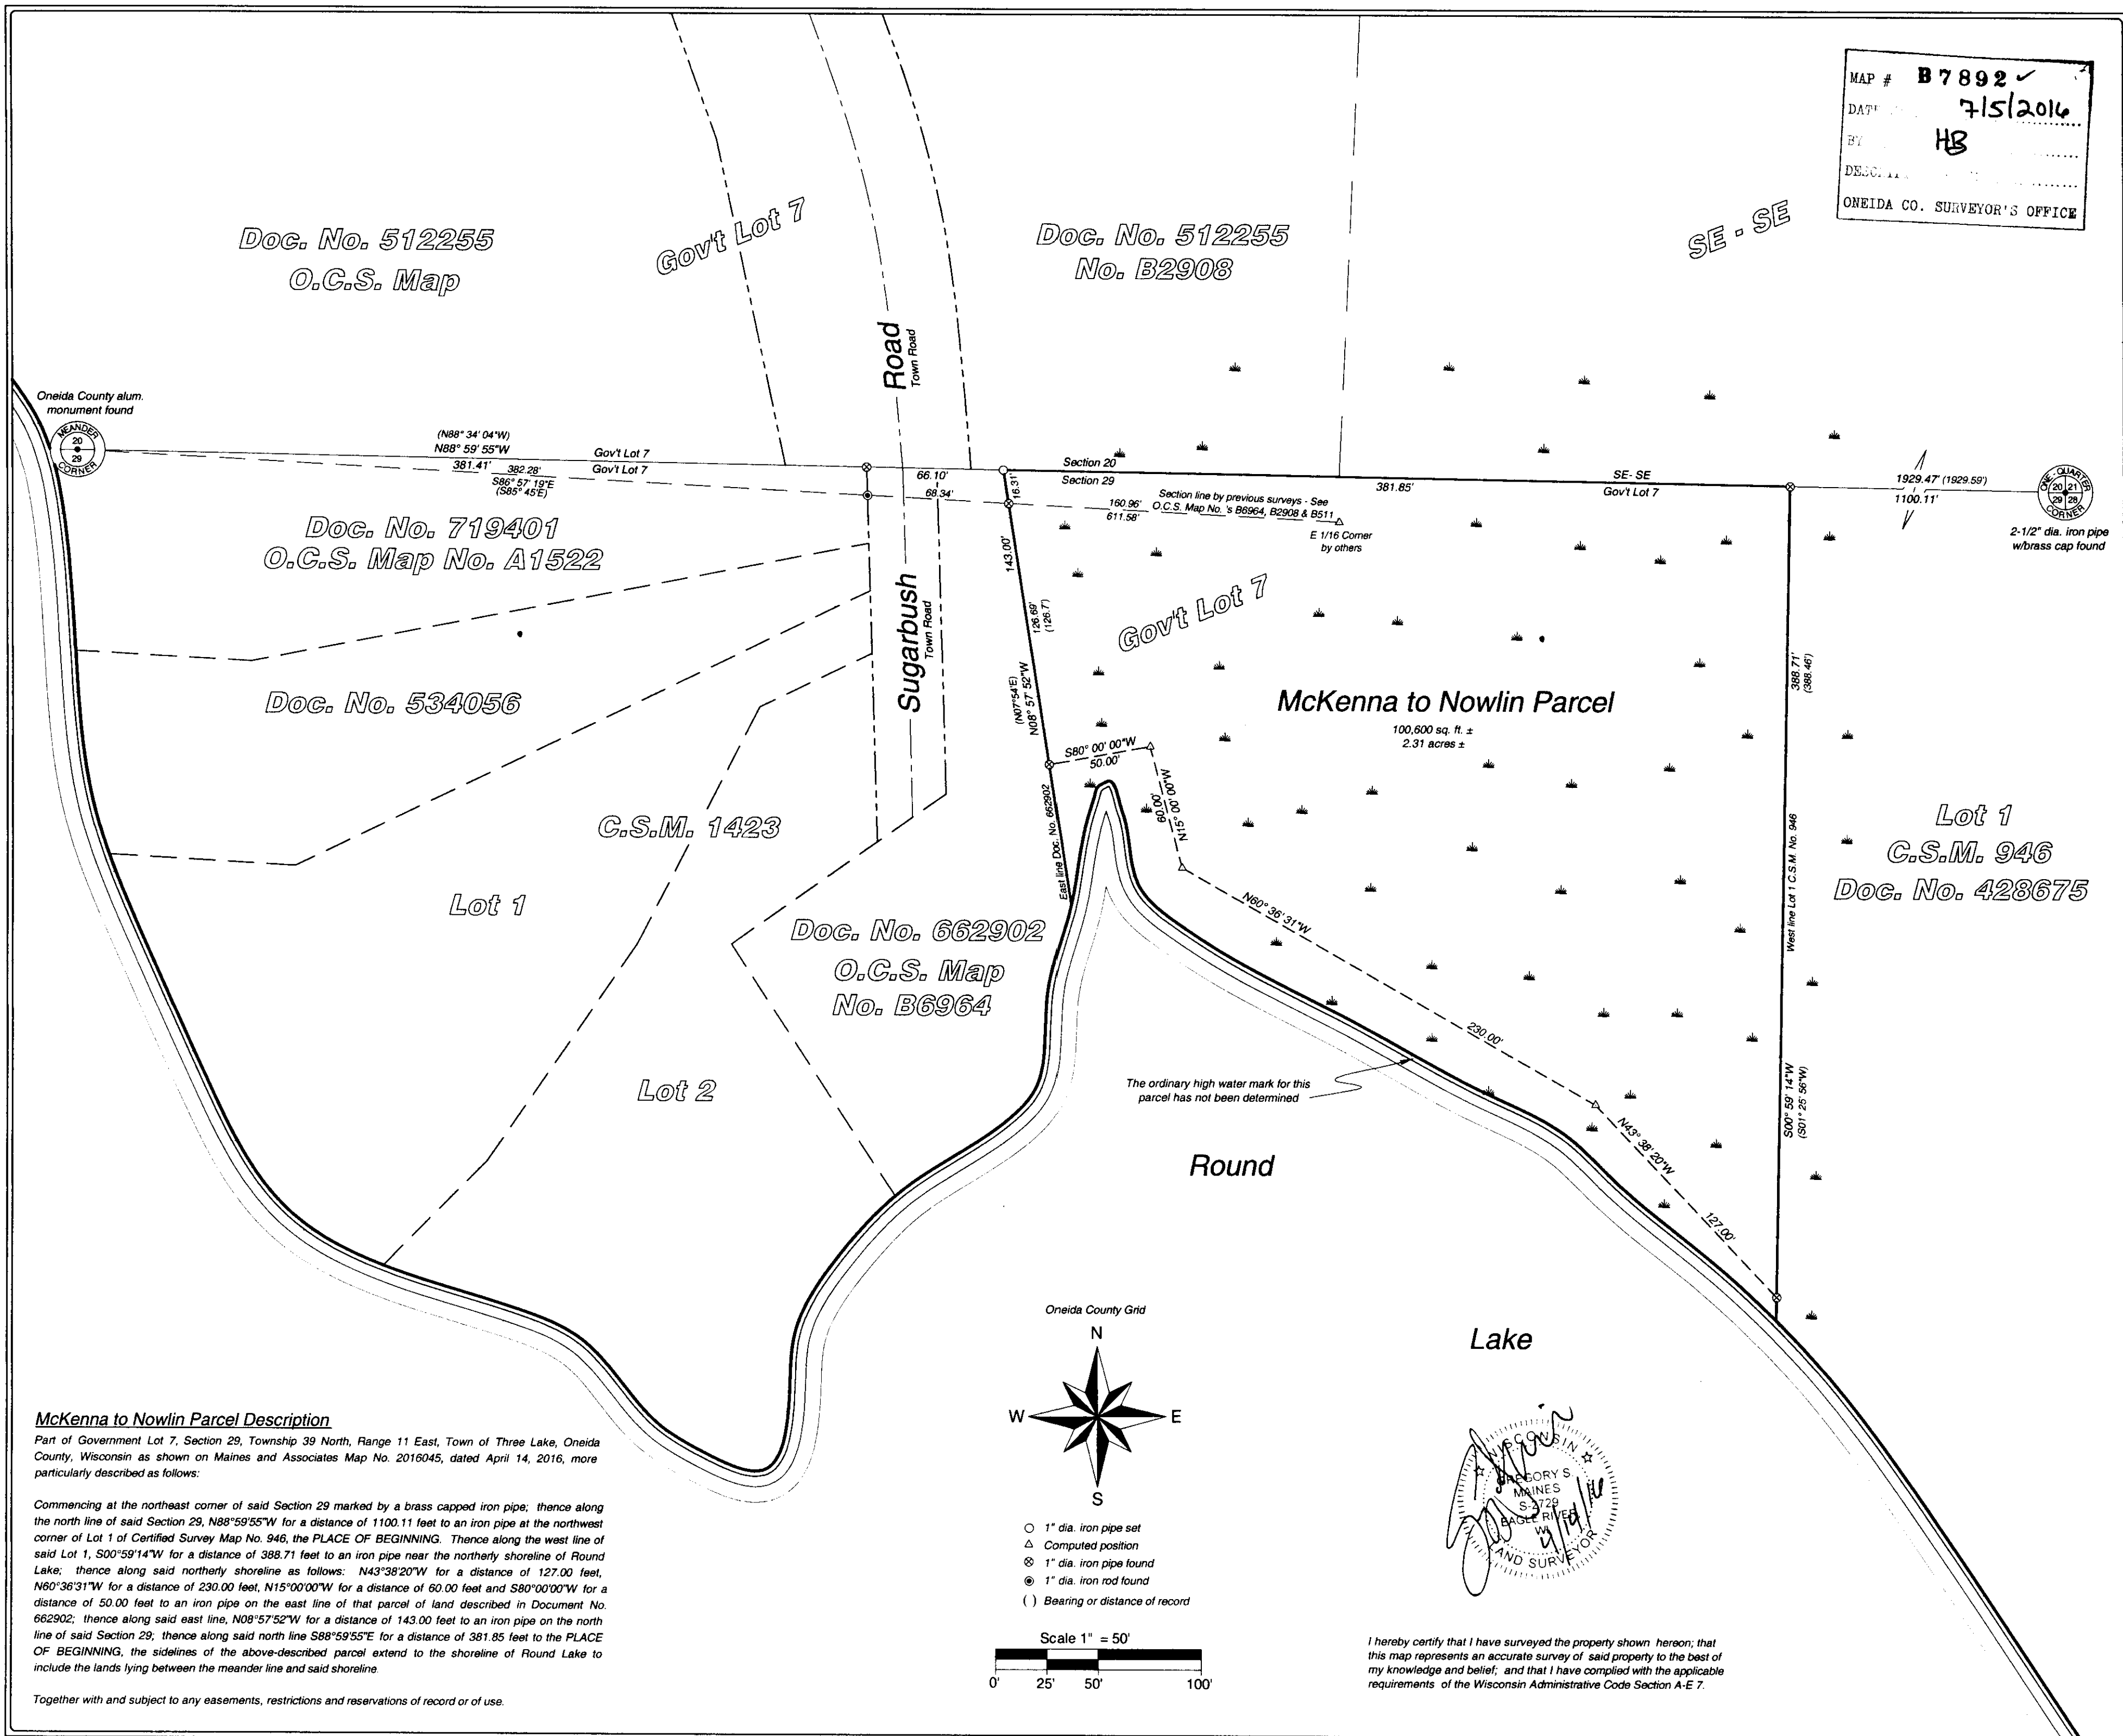 MAP # B7892 ✓
DATE 7/5/2016
BY HB
ONEIDA CO. SURVEYOR'S OFFICE
Doc. No. 512255
O.C.S. Map
Gov't Lot 7
Doc. No. 512255
No. B2908
SE - SE
Road
Town Road
Oneida County alum.
monument found
MEANDER
20
29
CORNER
(N88° 34' 04"W)
N88° 59' 55"W
381.41'
382.28'
S86° 57' 19"E
(S85° 45'E)
Gov't Lot 7
Gov't Lot 7
66.10'
68.34'
16.31'
Section 20
Section 29
160.96'
611.58'
Section line by previous surveys - See
O.C.S. Map No. 's B6964, B2908 & B511
E 1/16 Corner
by others
381.85'
SE- SE
Gov't Lot 7
1929.47' (1929.59')
1100.11'
ONE - QUARTER
20 21
29 28
CORNER
2-1/2" dia. iron pipe
w/brass cap found
Doc. No. 719401
O.C.S. Map No. A1522
Sugarbush
Town Road
143.00'
126.69'
(126.7')
(N07°54'E)
N08° 57' 52"W
Gov't Lot 7
Doc. No. 534056
McKenna to Nowlin Parcel
100,600 sq. ft. ±
2.31 acres ±
388.71'
(388.46')
S80° 00' 00"W
50.00'
60.00'
N15° 00' 00"W
East line Doc. No. 662902
C.S.M. 1423
Lot 1
West line Lot 1 C.S.M. No. 946
Lot 1
C.S.M. 946
Doc. No. 428675
N60° 36' 31"W
230.00'
Doc. No. 662902
O.C.S. Map
No. B6964
Lot 2
The ordinary high water mark for this
parcel has not been determined
S00° 59' 14"W
(S01° 25' 56"W)
N43° 38' 20"W
127.00'
Round
Lake
Oneida County Grid
N
W E
S
○ 1" dia. iron pipe set
△ Computed position
⊗ 1" dia. iron pipe found
◉ 1" dia. iron rod found
( ) Bearing or distance of record
Scale 1" = 50'
0' 25' 50' 100'
McKenna to Nowlin Parcel Description
Part of Government Lot 7, Section 29, Township 39 North, Range 11 East, Town of Three Lake, Oneida
County, Wisconsin as shown on Maines and Associates Map No. 2016045, dated April 14, 2016, more
particularly described as follows:
Commencing at the northeast corner of said Section 29 marked by a brass capped iron pipe; thence along
the north line of said Section 29, N88°59'55"W for a distance of 1100.11 feet to an iron pipe at the northwest
corner of Lot 1 of Certified Survey Map No. 946, the PLACE OF BEGINNING. Thence along the west line of
said Lot 1, S00°59'14"W for a distance of 388.71 feet to an iron pipe near the northerly shoreline of Round
Lake; thence along said northerly shoreline as follows: N43°38'20"W for a distance of 127.00 feet,
N60°36'31"W for a distance of 230.00 feet, N15°00'00"W for a distance of 60.00 feet and S80°00'00"W for a
distance of 50.00 feet to an iron pipe on the east line of that parcel of land described in Document No.
662902; thence along said east line, N08°57'52"W for a distance of 143.00 feet to an iron pipe on the north
line of said Section 29; thence along said north line S88°59'55"E for a distance of 381.85 feet to the PLACE
OF BEGINNING, the sidelines of the above-described parcel extend to the shoreline of Round Lake to
include the lands lying between the meander line and said shoreline.
Together with and subject to any easements, restrictions and reservations of record or of use.
WISCONSIN
GREGORY S.
MAINES
S-2729
EAGLE RIVER
WI
LAND SURVEYOR
4/14/16
I hereby certify that I have surveyed the property shown hereon; that
this map represents an accurate survey of said property to the best of
my knowledge and belief; and that I have complied with the applicable
requirements of the Wisconsin Administrative Code Section A-E 7.